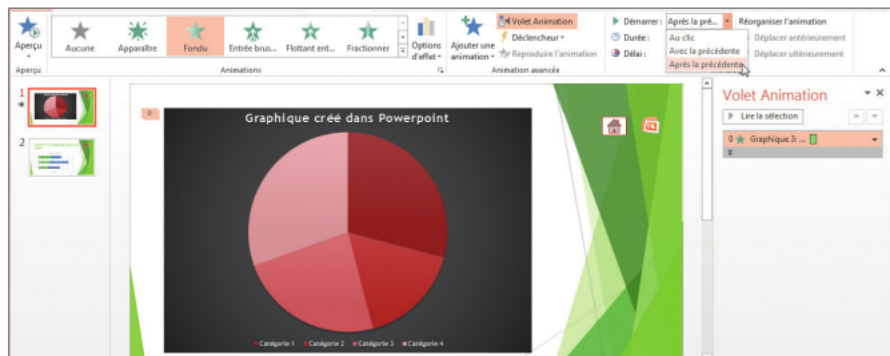 Volet Animation Démarrer: Après la pré... Réorganiser l'animation
Déclencheur Durée: Au clic Déplacer antérieurement
Aperçu Aucune Apparaître Fondu Entrée brus... Flottant ent... Fractionner Options d'effet Ajouter une animation Reproduire l'animation Délai: Avec la précédente Déplacer ultérieurement
Après la précédente
Aperçu Animations Animation avancée
1
2
0
Graphique créé dans Powerpoint
Catégorie 1 Catégorie 2 Catégorie 3 Catégorie 4
Volet Animation
Lire la sélection
0 Graphique 3: ...